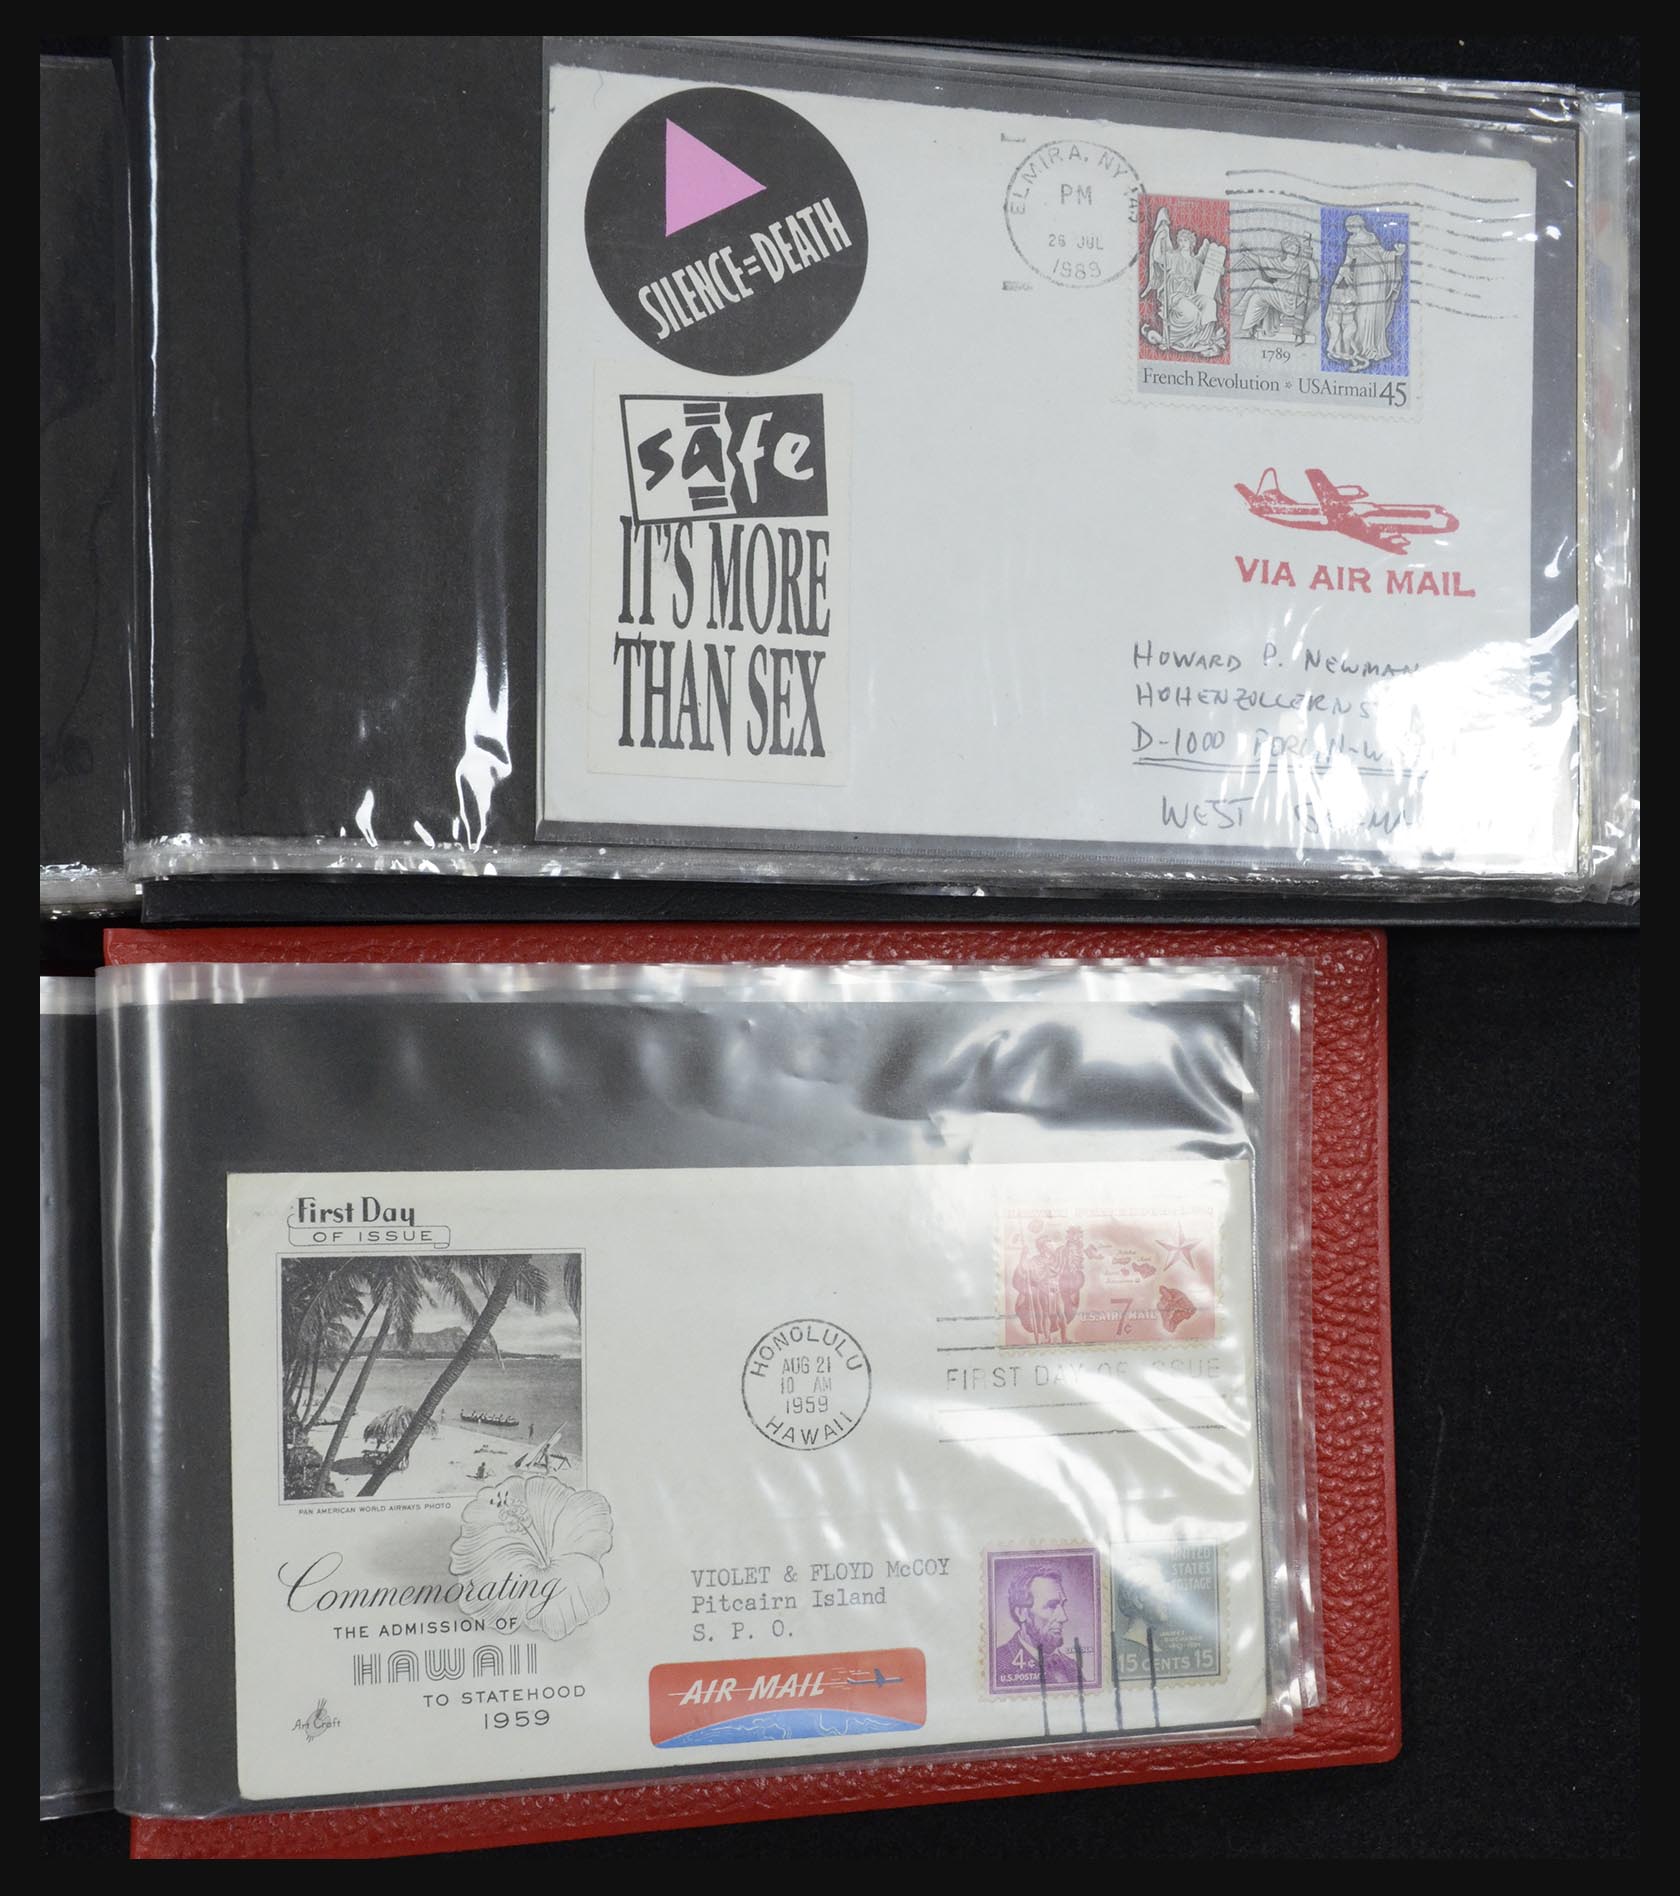 SILENCE=DEATH
safe
IT'S MORE
THAN SEX
ELMIRA, NY
PM
26 JUL
1989
1789
French Revolution * USAirmail 45
VIA AIR MAIL
HOWARD P. NEWMAN
D-1000
WEST
First Day
OF ISSUE
PAN AMERICAN WORLD AIRWAYS PHOTO
Commemorating
THE ADMISSION OF
HAWAII
TO STATEHOOD
1959
Art Craft
HONOLULU
AUG 21
10 AM
1959
HAWAII
7c
U.S. AIR MAIL
FIRST DAY OF ISSUE
VIOLET & FLOYD McCOY
Pitcairn Island
S. P. O.
AIR MAIL
4¢
U.S. POSTAGE
UNITED
STATES
POSTAGE
15 CENTS 15